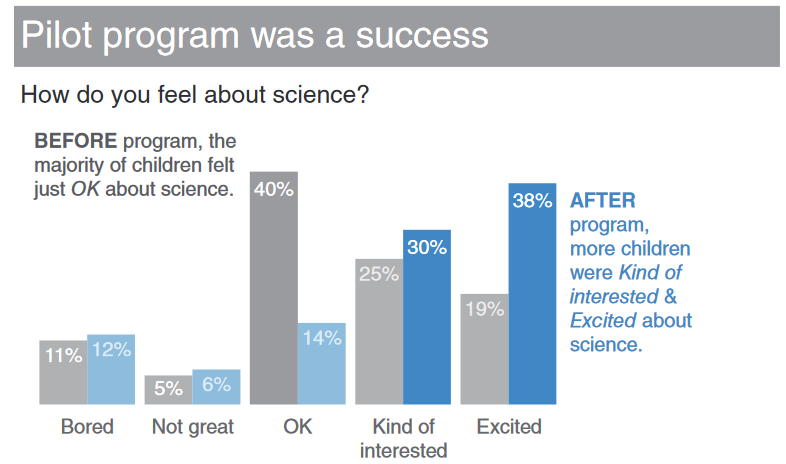 Pilot program was a success
How do you feel about science?
BEFORE program, the
majority of children felt
just OK about science.
40%
38%
AFTER
program,
more children
were Kind of
interested &
Excited about
science.
30%
25%
19%
14%
11%
12%
5%
6%
Bored
Not great
OK
Kind of
interested
Excited